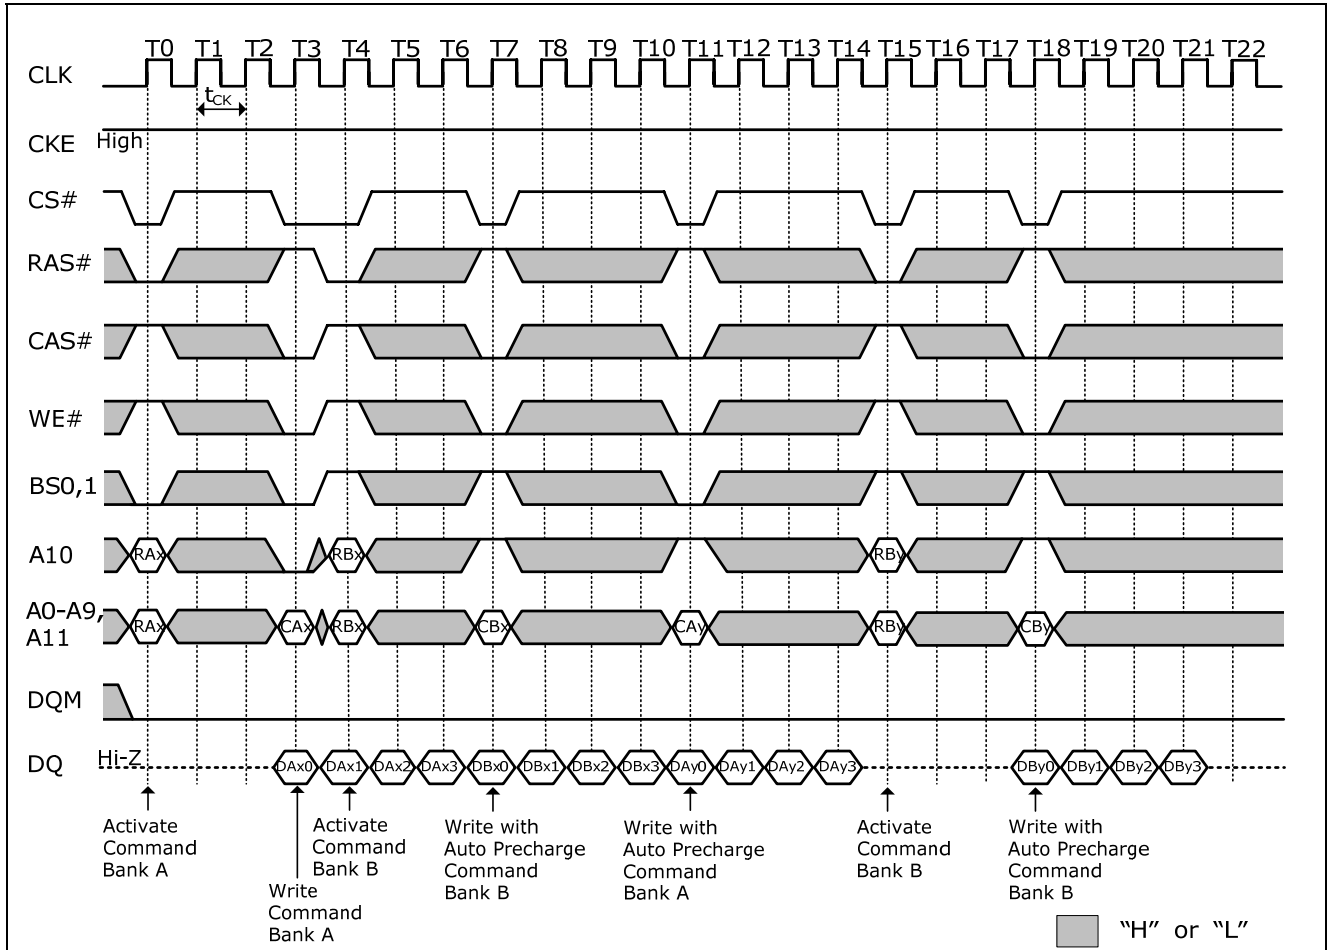 T0 T1 T2 T3 T4 T5 T6 T7 T8 T9 T10 T11 T12 T13 T14 T15 T16 T17 T18 T19 T20 T21 T22
CLK
tCK
CKE High
CS#
RAS#
CAS#
WE#
BS0,1
A10 RAx RBx RBy
A0-A9,
A11 RAx CAx RBx CBx CAy RBy CBy
DQM
DQ Hi-Z DAx0 DAx1 DAx2 DAx3 DBx0 DBx1 DBx2 DBx3 DAy0 DAy1 DAy2 DAy3 DBy0 DBy1 DBy2 DBy3
Activate
Command
Bank A
Write
Command
Bank A
Activate
Command
Bank B
Write with
Auto Precharge
Command
Bank B
Write with
Auto Precharge
Command
Bank A
Activate
Command
Bank B
Write with
Auto Precharge
Command
Bank B
“H” or “L”